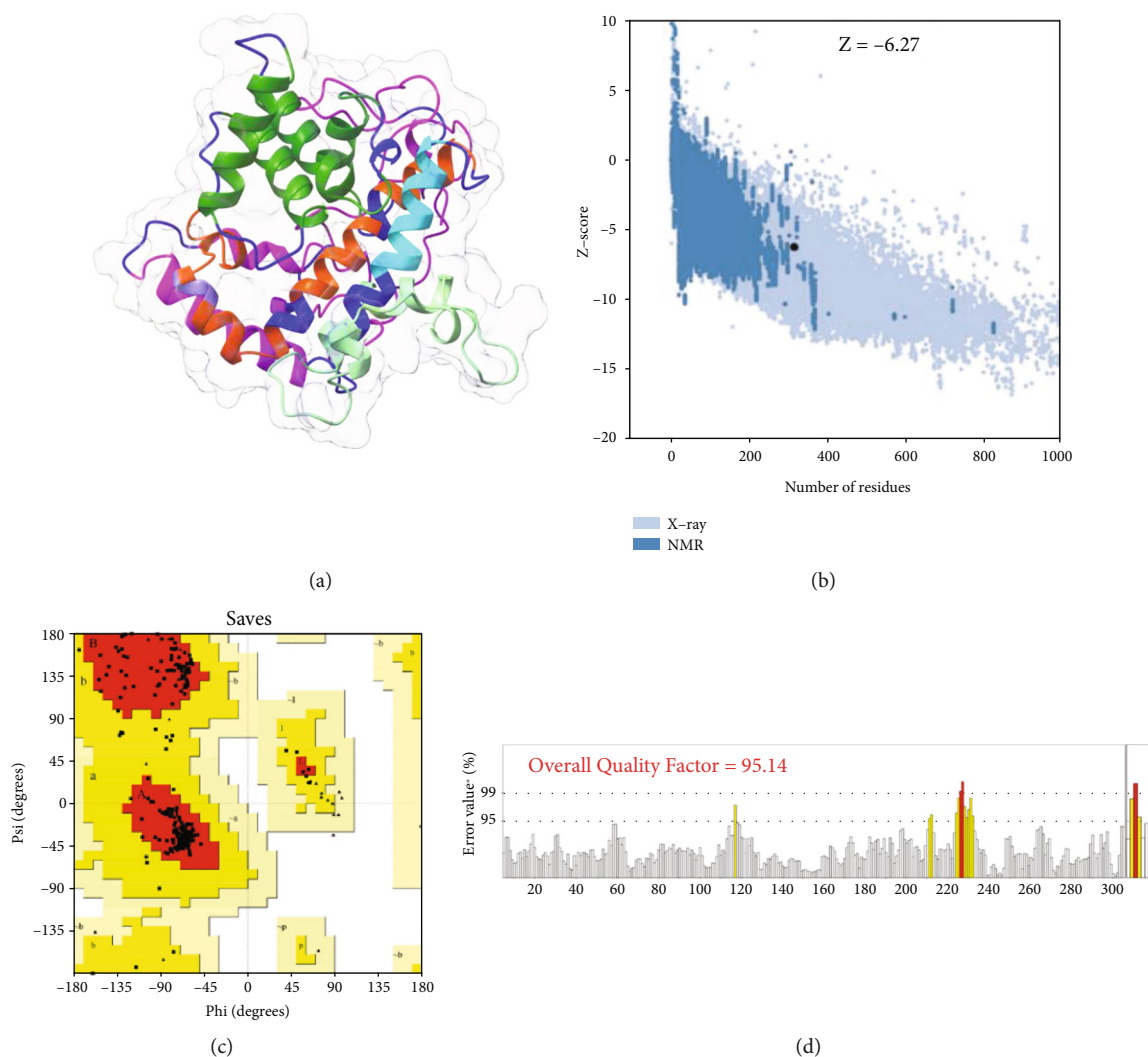 Z = –6.27
10
5
0
–5
–10
–15
–20
Z–score
0
200
400
600
800
1000
Number of residues
X–ray
NMR
(a)
(b)
Saves
180
135
90
45
0
–45
–90
–135
Psi (degrees)
B
b
~b
~b
b
~l
l
a
A
~a
~b
b
~p
p
~b
–180
–135
–90
–45
0
45
90
135
180
Phi (degrees)
(c)
Overall Quality Factor = 95.14
Error value* (%)
99
95
20
40
60
80
100
120
140
160
180
200
220
240
260
280
300
(d)